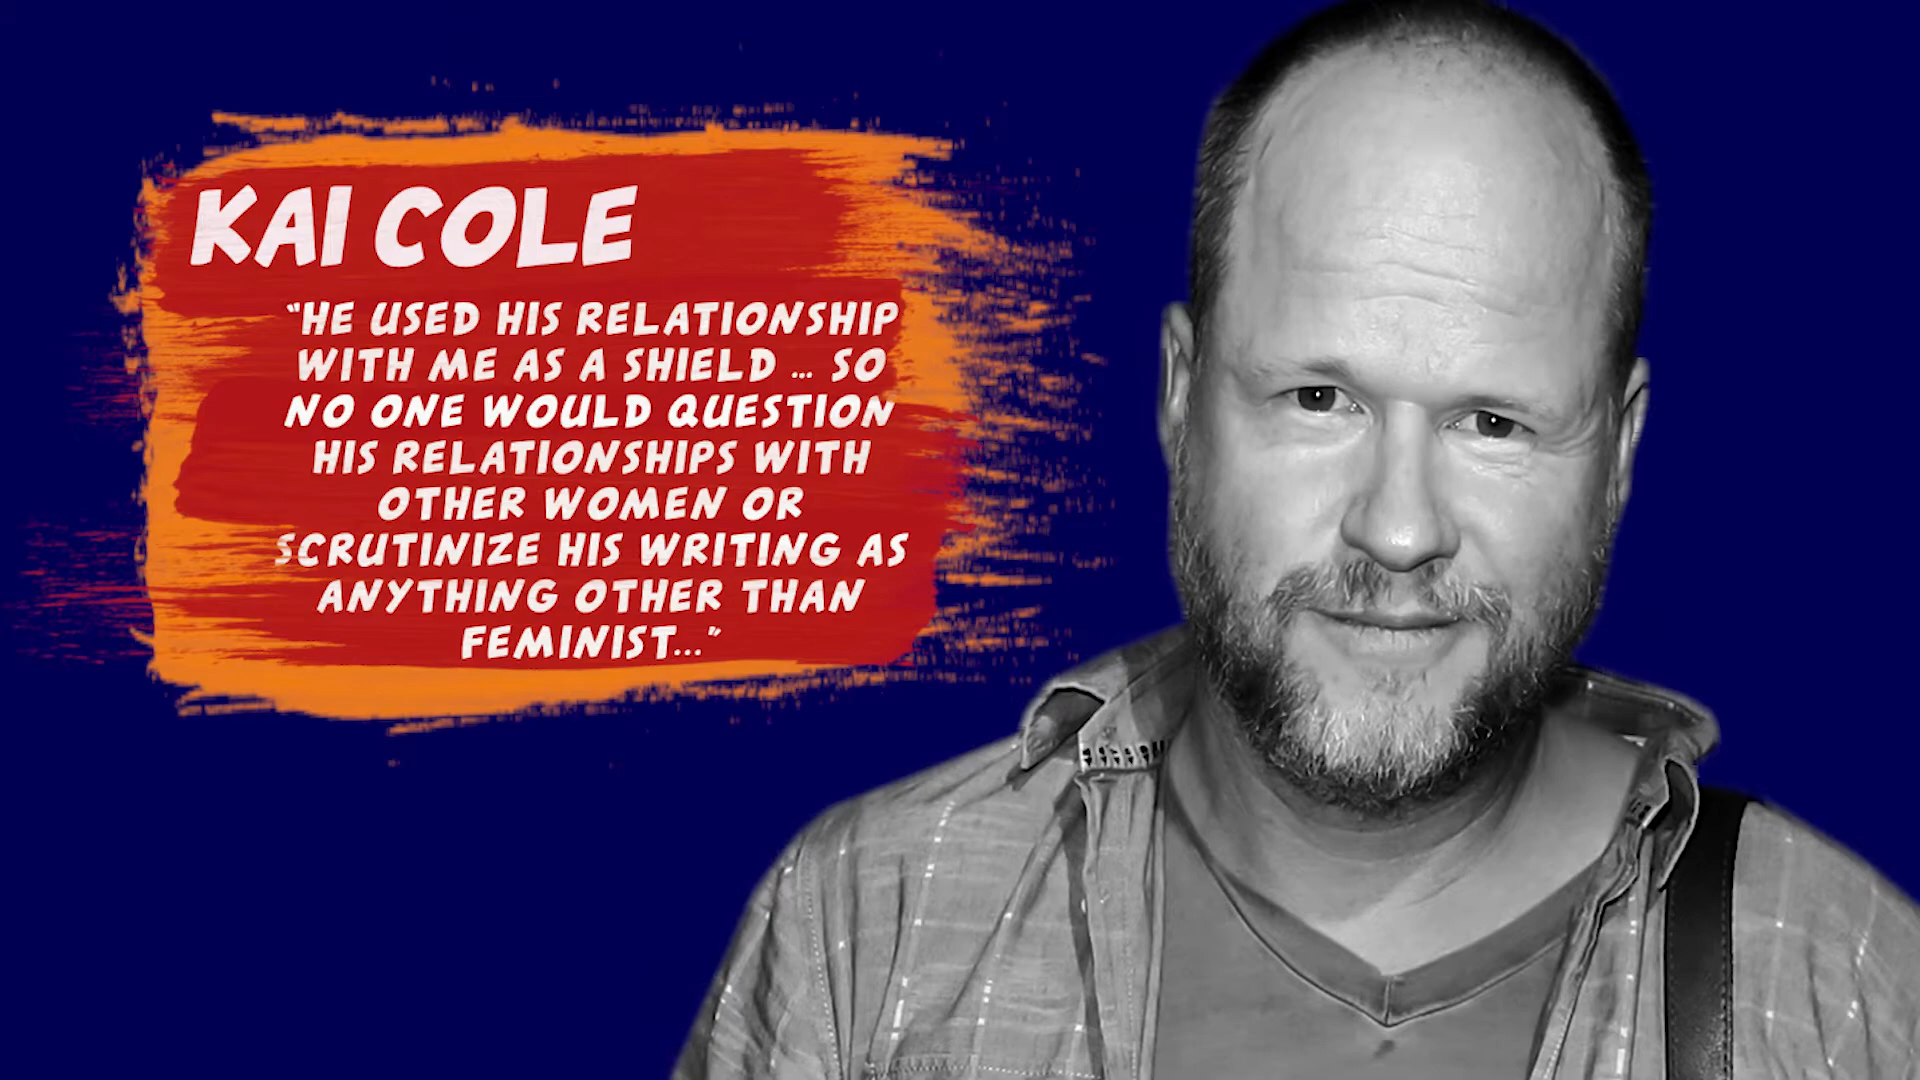 KAI COLE
"HE USED HIS RELATIONSHIP
WITH ME AS A SHIELD ... SO
NO ONE WOULD QUESTION
HIS RELATIONSHIPS WITH
OTHER WOMEN OR
SCRUTINIZE HIS WRITING AS
ANYTHING OTHER THAN
FEMINIST..."